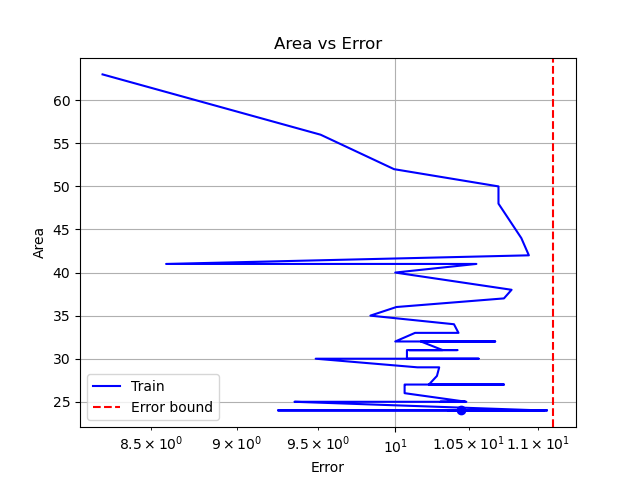 Area vs Error
Area
60
55
50
45
40
35
30
25
Train
Error bound
8.5 × 10⁰ 9 × 10⁰ 9.5 × 10⁰ 10¹ 1.05 × 10¹ 1.1 × 10¹
Error